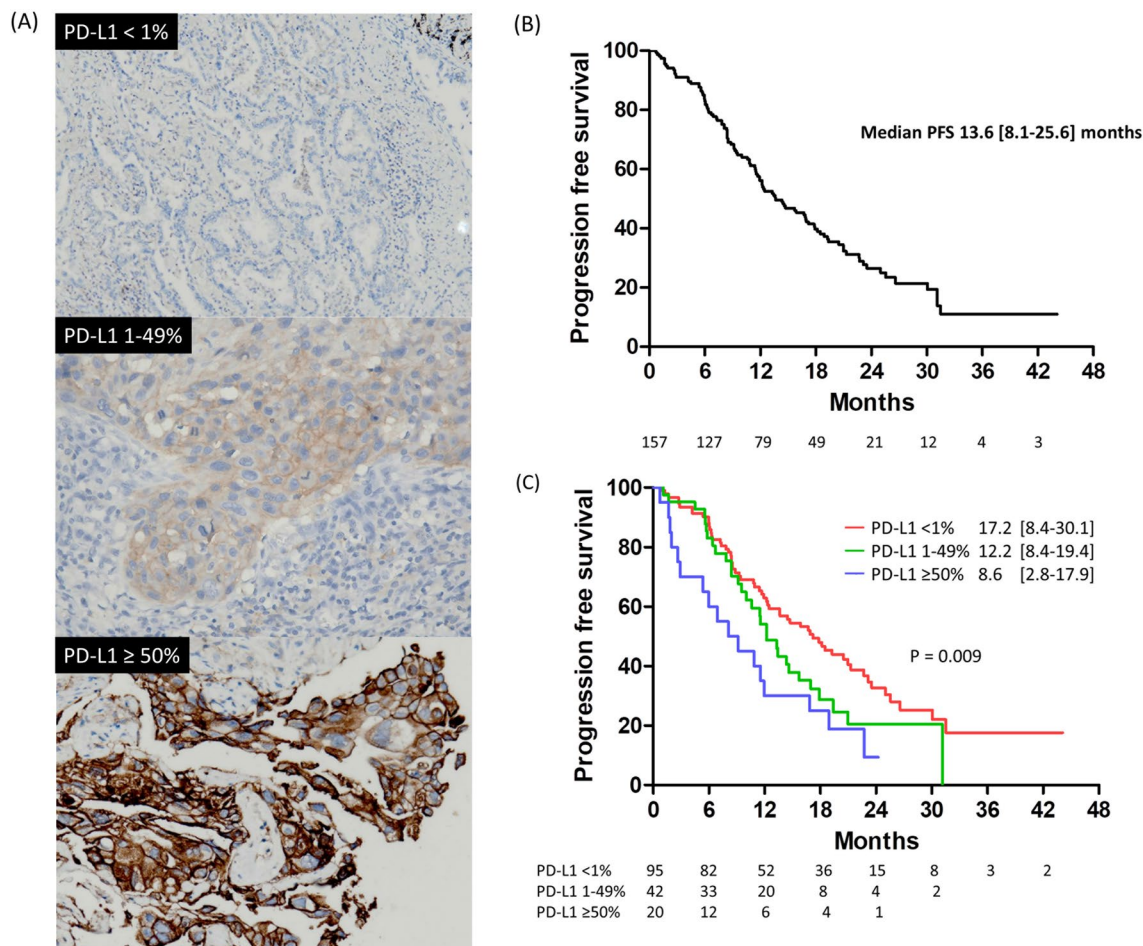 (A)
PD-L1 < 1%
PD-L1 1-49%
PD-L1 ≥ 50%
(B)
Progression free survival
100
80
60
40
20
0
Median PFS 13.6 [8.1-25.6] months
0 6 12 18 24 30 36 42 48
Months
157 127 79 49 21 12 4 3
(C)
Progression free survival
100
80
60
40
20
0
PD-L1 <1% 17.2 [8.4-30.1]
PD-L1 1-49% 12.2 [8.4-19.4]
PD-L1 ≥50% 8.6 [2.8-17.9]
P = 0.009
0 6 12 18 24 30 36 42 48
Months
PD-L1 <1% 95 82 52 36 15 8 3 2
PD-L1 1-49% 42 33 20 8 4 2
PD-L1 ≥50% 20 12 6 4 1